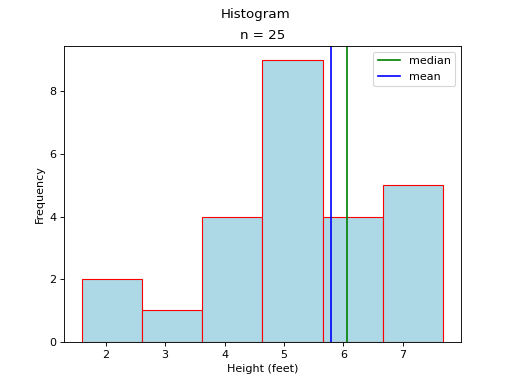 Histogram
n = 25
median
mean
8
6
4
2
0
Frequency
2 3 4 5 6 7
Height (feet)